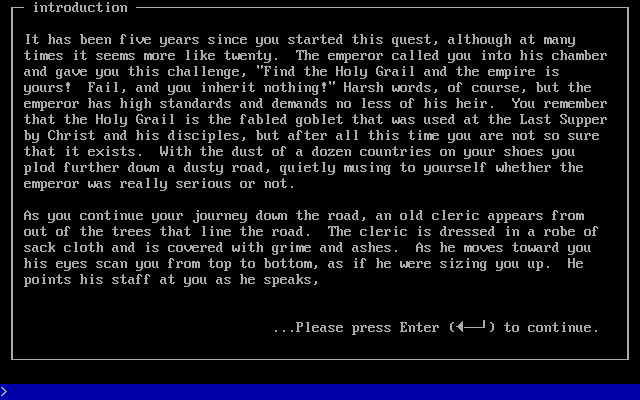 introduction
It has been five years since you started this quest, although at many
times it seems more like twenty.  The emperor called you into his chamber
and gave you this challenge, "Find the Holy Grail and the empire is
yours!  Fail, and you inherit nothing!" Harsh words, of course, but the
emperor has high standards and demands no less of his heir.  You remember
that the Holy Grail is the fabled goblet that was used at the Last Supper
by Christ and his disciples, but after all this time you are not so sure
that it exists.  With the dust of a dozen countries on your shoes you
plod further down a dusty road, quietly musing to yourself whether the
emperor was really serious or not.
As you continue your journey down the road, an old cleric appears from
out of the trees that line the road.  The cleric is dressed in a robe of
sack cloth and is covered with grime and ashes.  As he moves toward you
his eyes scan you from top to bottom, as if he were sizing you up.  He
points his staff at you as he speaks,
...Please press Enter (◄──┘) to continue.
>